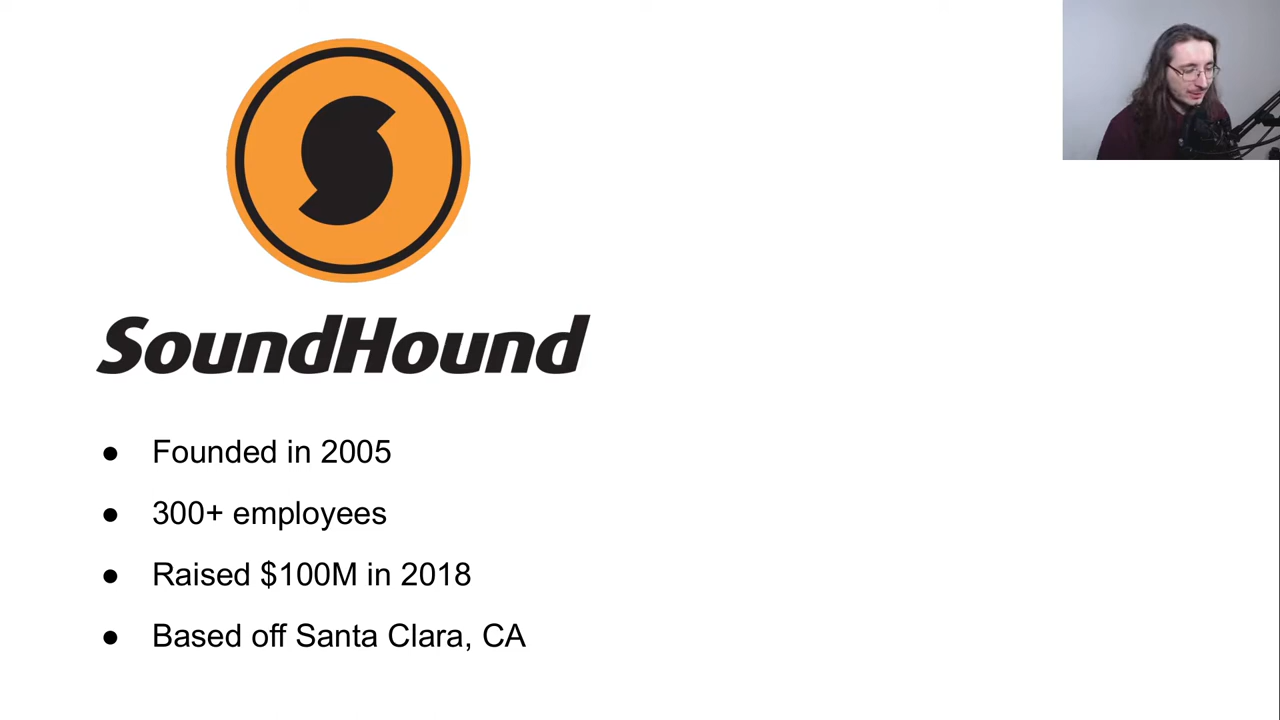 SoundHound
● Founded in 2005
● 300+ employees
● Raised $100M in 2018
● Based off Santa Clara, CA